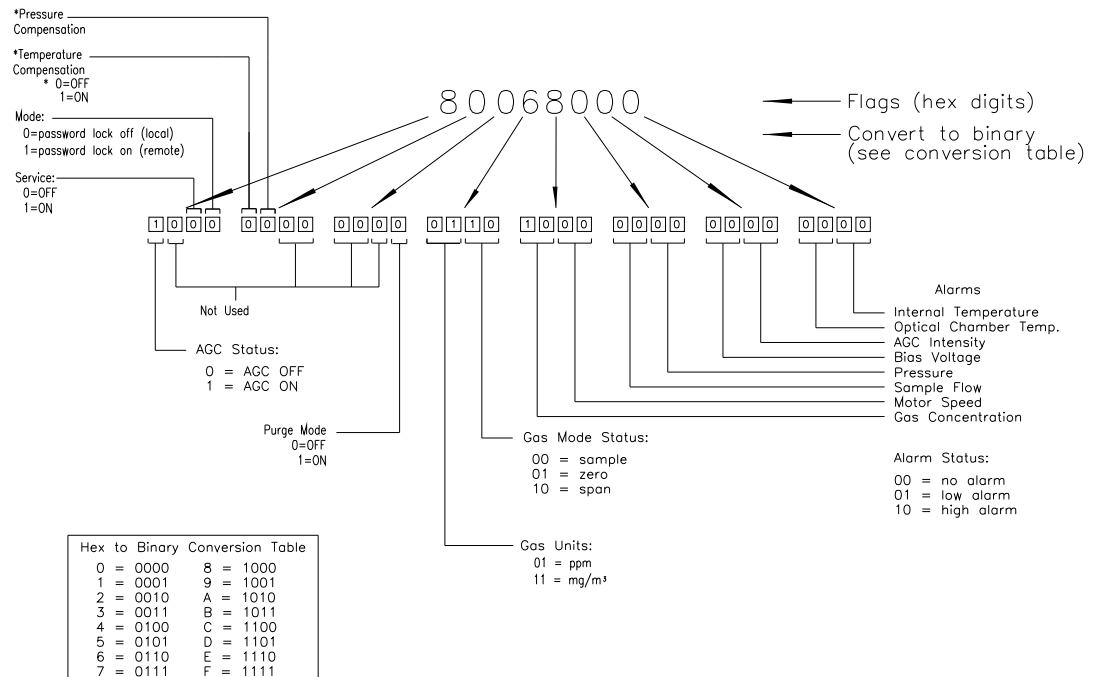 *Pressure
Compensation
*Temperature
Compensation
* 0=OFF
1=ON
Mode:
0=password lock off (local)
1=password lock on (remote)
Service:
0=OFF
1=ON
80068000
Flags (hex digits)
Convert to binary
(see conversion table)
1000 0000 0000 0110 1000 0000 0000 0000
Not Used
AGC Status:
0 = AGC OFF
1 = AGC ON
Purge Mode
0=OFF
1=ON
Gas Mode Status:
00 = sample
01 = zero
10 = span
Gas Units:
01 = ppm
11 = mg/m³
Alarms
Internal Temperature
Optical Chamber Temp.
AGC Intensity
Bias Voltage
Pressure
Sample Flow
Motor Speed
Gas Concentration
Alarm Status:
00 = no alarm
01 = low alarm
10 = high alarm
Hex to Binary Conversion Table
0 = 0000 8 = 1000
1 = 0001 9 = 1001
2 = 0010 A = 1010
3 = 0011 B = 1011
4 = 0100 C = 1100
5 = 0101 D = 1101
6 = 0110 E = 1110
7 = 0111 F = 1111